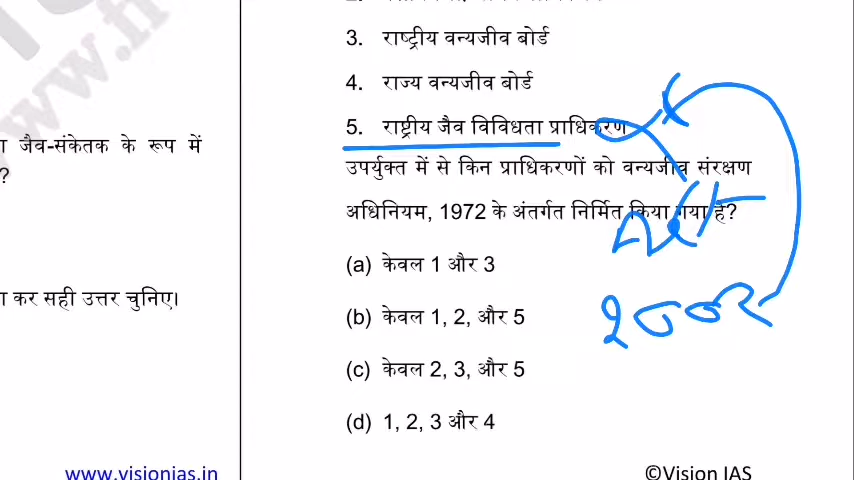 3. राष्ट्रीय वन्यजीव बोर्ड
4. राज्य वन्यजीव बोर्ड
5. राष्ट्रीय जैव विविधता प्राधिकरण
उपर्युक्त में से किन प्राधिकरणों को वन्यजीव संरक्षण
अधिनियम, 1972 के अंतर्गत निर्मित किया गया है?
(a) केवल 1 और 3
(b) केवल 1, 2, और 5
(c) केवल 2, 3, और 5
(d) 1, 2, 3 और 4
जैव-संकेतक के रूप में
?
कर सही उत्तर चुनिए।
Act
2002
www.visionias.in
©Vision IAS